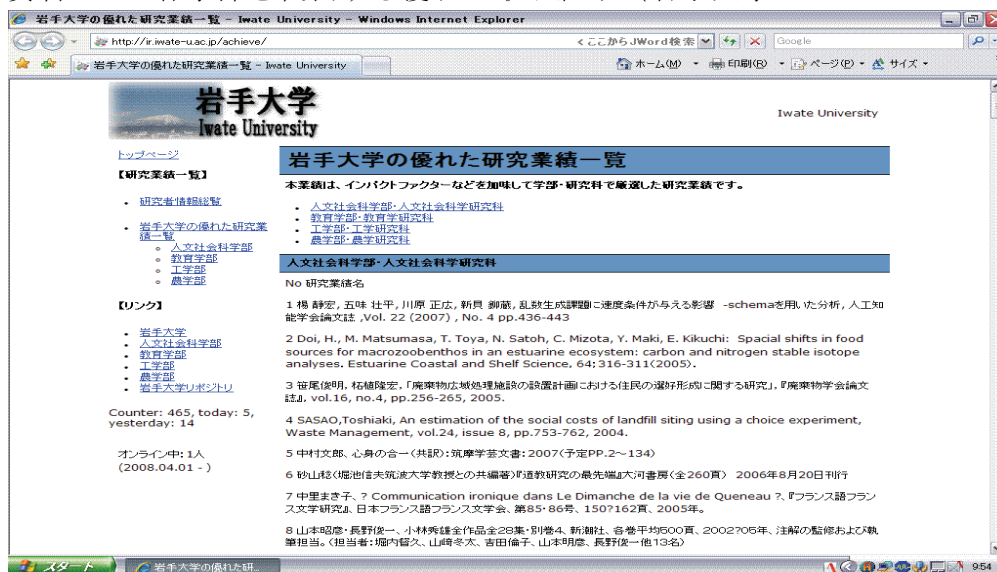 岩手大学の優れた研究業績一覧 - Iwate University - Windows Internet Explorer
http://ir.iwate-u.ac.jp/achieve/
<ここからJWord検索
Google
岩手大学の優れた研究業績一覧 - Iwate University
ホーム(M)
印刷(R)
ページ(P)
サイズ
岩手大学
Iwate University
Iwate University
トップページ
【研究業績一覧】
研究者情報総覧
岩手大学の優れた研究業
績一覧
人文社会科学部
教育学部
工学部
農学部
【リンク】
岩手大学
人文社会科学部
教育学部
工学部
農学部
岩手大学リポジトリ
Counter: 465, today: 5,
yesterday: 14
オンライン中: 1人
(2008.04.01 - )
岩手大学の優れた研究業績一覧
本業績は、インパクトファクターなどを加味して学部・研究科で厳選した研究業績です。
人文社会科学部・人文社会科学研究科
教育学部・教育学研究科
工学部・工学研究科
農学部・農学研究科
人文社会科学部・人文社会科学研究科
No 研究業績名
1 楊 静宏, 五味 壮平, 川原 正広, 新貝 鉚蔵, 乱数生成課題に速度条件が与える影響 -schemaを用いた分析, 人工知
能学会論文誌 ,Vol. 22 (2007) , No. 4 pp.436-443
2 Doi, H., M. Matsumasa, T. Toya, N. Satoh, C. Mizota, Y. Maki, E. Kikuchi: Spacial shifts in food
sources for macrozoobenthos in an estuarine ecosystem: carbon and nitrogen stable isotope
analyses. Estuarine Coastal and Shelf Science, 64; 316-311(2005).
3 笹尾俊明, 柘植隆宏, 「廃棄物広域処理施設の設置計画における住民の選好形成に関する研究」, 『廃棄物学会論文
誌』, vol.16, no.4, pp.256-265, 2005.
4 SASAO,Toshiaki, An estimation of the social costs of landfill siting using a choice experiment,
Waste Management, vol.24, issue 8, pp.753-762, 2004.
5 中村文郎、心身の合一(共訳):筑摩学芸文書:2007(予定PP.2~134)
6 砂山稔(堀池信夫筑波大学教授との共編著)『道教研究の最先端』大河書房(全260頁) 2006年8月20日刊行
7 中里まき子、? Communication ironique dans Le Dimanche de la vie de Queneau ?、『フランス語フラン
ス文学研究』、日本フランス語フランス文学会、第85・86号、150?162頁、2005年。
8 山本昭彦・長野俊一、小林秀雄全作品全28集・別巻4、新潮社、各巻平均500頁、2002?05年、注解の監修および執
筆担当。(担当者:堀内智久、山崎冬太、吉田倫子、山本明彦、長野俊一他13名)
スタート
岩手大学の優れた研...
9:54